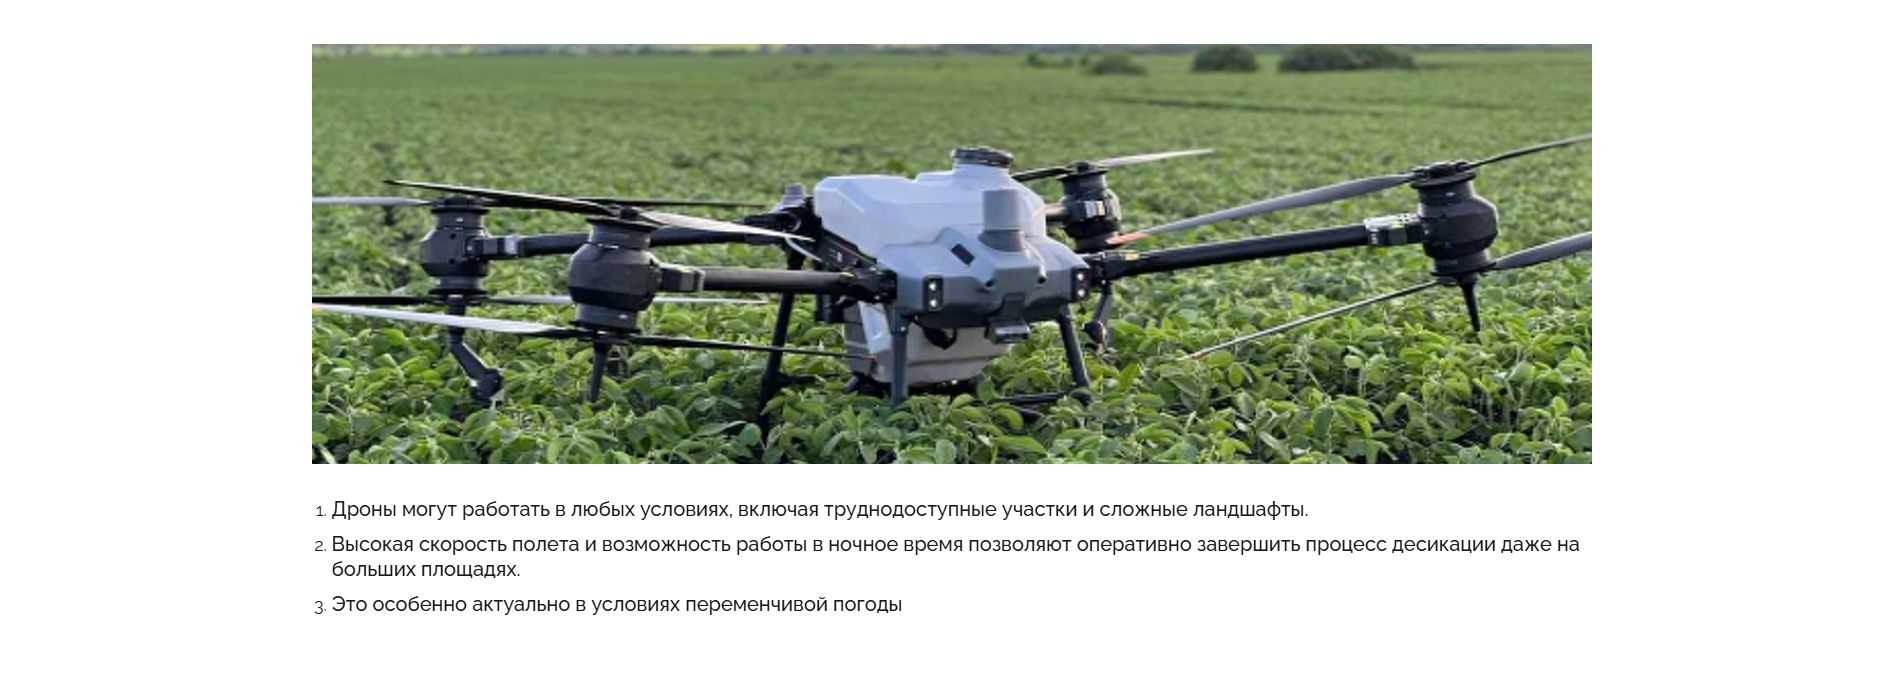 1. Дроны могут работать в любых условиях, включая труднодоступные участки и сложные ландшафты.
2. Высокая скорость полета и возможность работы в ночное время позволяют оперативно завершить процесс десикации даже на
больших площадях.
3. Это особенно актуально в условиях переменчивой погоды